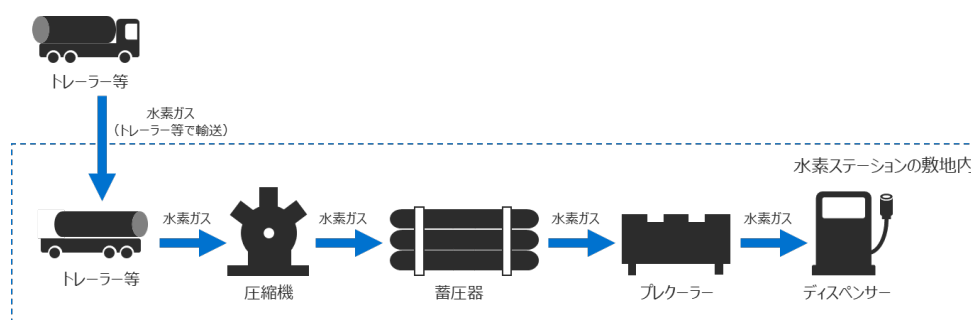 トレーラー等
水素ガス
（トレーラー等で輸送）
水素ステーションの敷地内
水素ガス
水素ガス
水素ガス
水素ガス
トレーラー等
圧縮機
蓄圧器
プレクーラー
ディスペンサー